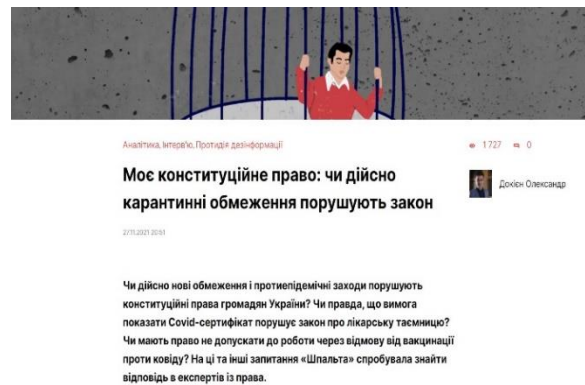 Аналітика, Інтерв'ю, Протидія дезінформації
1727 0
Моє конституційне право: чи дійсно
карантинні обмеження порушують закон
Докієн Олександр
2/11.2021 20:51
Чи дійсно нові обмеження і протиепідемічні заходи порушують
конституційні права громадян України? Чи правда, що вимога
показати Covid-сертифікат порушує закон про лікарську таємницю?
Чи мають право не допускати до роботи через відмову від вакцинації
проти ковіду? На ці та інші запитання «Шпальта» спробувала знайти
відповідь в експертів із права.